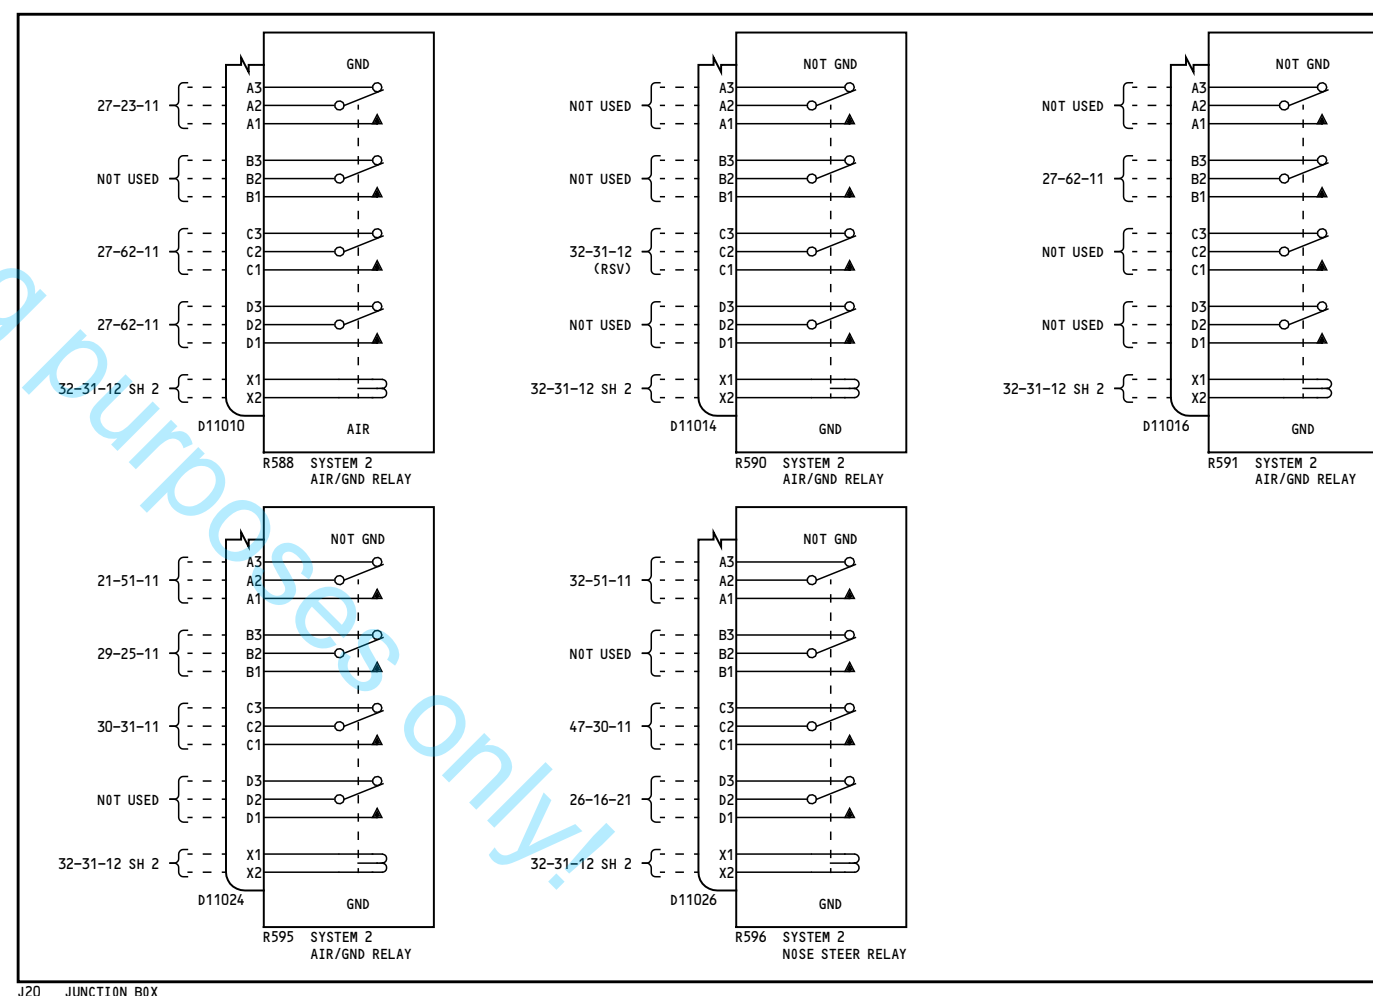 GND
27-23-11
A3
A2
A1
NOT USED
B3
B2
B1
27-62-11
C3
C2
C1
27-62-11
D3
D2
D1
32-31-12 SH 2
X1
X2
D11010
AIR
R588 SYSTEM 2
AIR/GND RELAY
NOT GND
NOT USED
A3
A2
A1
NOT USED
B3
B2
B1
32-31-12
(RSV)
C3
C2
C1
NOT USED
D3
D2
D1
32-31-12 SH 2
X1
X2
D11014
GND
R590 SYSTEM 2
AIR/GND RELAY
NOT GND
NOT USED
A3
A2
A1
27-62-11
B3
B2
B1
NOT USED
C3
C2
C1
NOT USED
D3
D2
D1
32-31-12 SH 2
X1
X2
D11016
GND
R591 SYSTEM 2
AIR/GND RELAY
NOT GND
21-51-11
A3
A2
A1
29-25-11
B3
B2
B1
30-31-11
C3
C2
C1
NOT USED
D3
D2
D1
32-31-12 SH 2
X1
X2
D11024
GND
R595 SYSTEM 2
AIR/GND RELAY
NOT GND
32-51-11
A3
A2
A1
NOT USED
B3
B2
B1
47-30-11
C3
C2
C1
26-16-21
D3
D2
D1
32-31-12 SH 2
X1
X2
D11026
GND
R596 SYSTEM 2
NOSE STEER RELAY
J20 JUNCTION BOX
g purposes only!